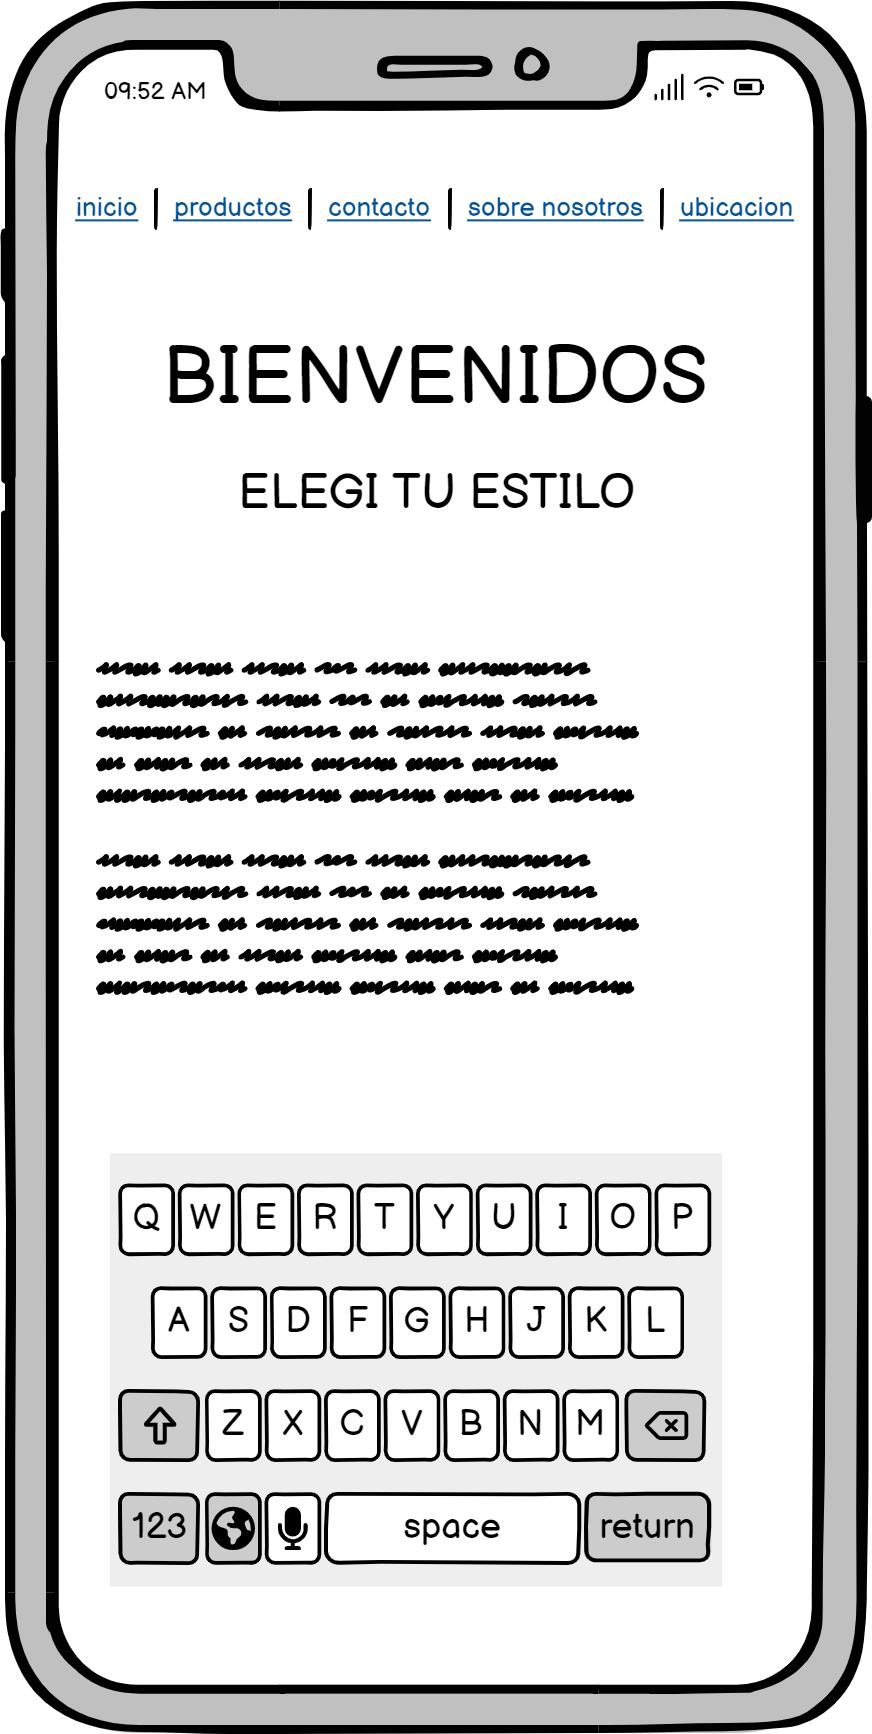 09:52 AM
inicio | productos | contacto | sobre nosotros | ubicacion
BIENVENIDOS
ELEGI TU ESTILO
Q W E R T Y U I O P
A S D F G H J K L
Z X C V B N M
123 space return